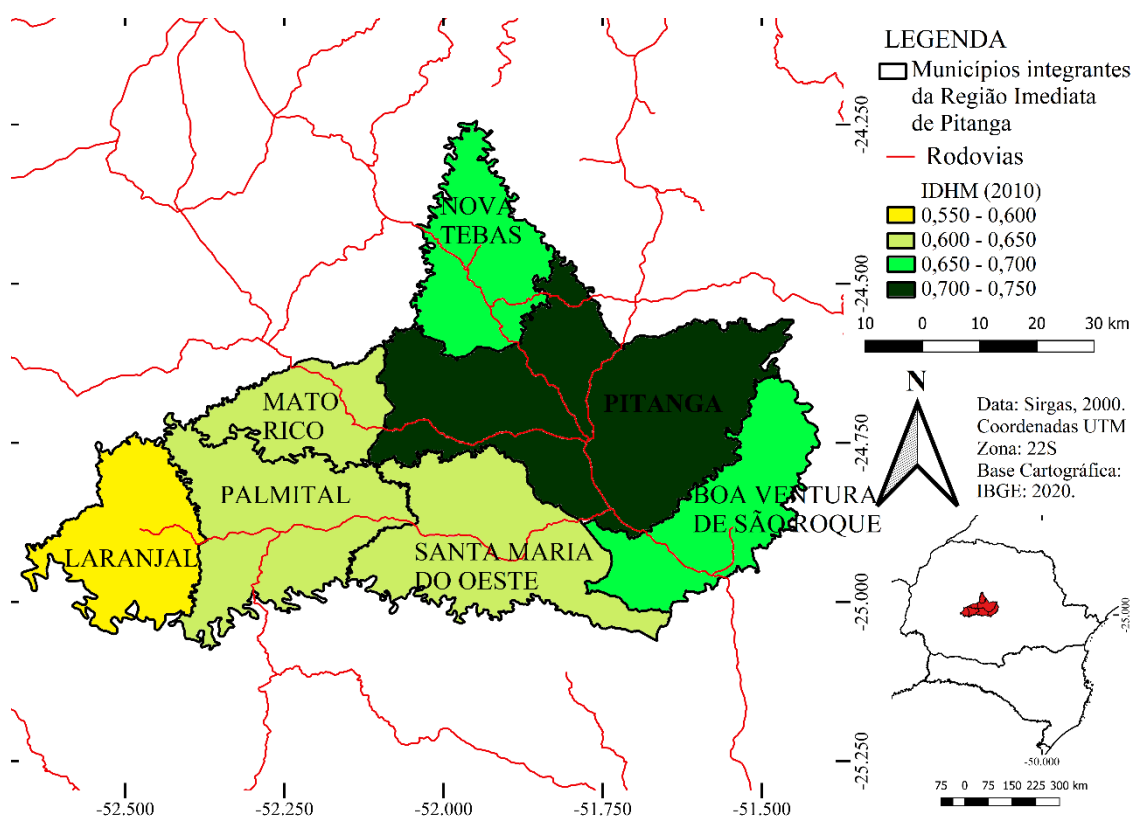 LEGENDA
Municípios integrantes
da Região Imediata
de Pitanga
Rodovias
IDHM (2010)
0,550 - 0,600
0,600 - 0,650
0,650 - 0,700
0,700 - 0,750
10 0 10 20 30 km
N
Data: Sirgas, 2000.
Coordenadas UTM
Zona: 22S
Base Cartográfica:
IBGE: 2020.
NOVA
TEBAS
MATO
RICO
PITANGA
PALMITAL
BOA VENTURA
DE SÃO ROQUE
LARANJAL
SANTA MARIA
DO OESTE
-24.250
-24.500
-24.750
-25.000
-25.250
-52.500 -52.250 -52.000 -51.750 -51.500
-25.000
-50.000
75 0 75 150 225 300 km